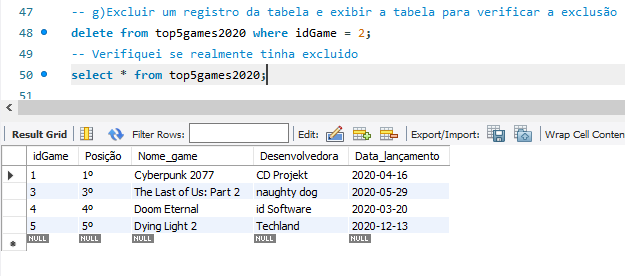 47 -- g)Excluir um registro da tabela e exibir a tabela para verificar a exclusão
48 delete from top5games2020 where idGame = 2;
49 -- Verifiquei se realmente tinha excluido
50 select * from top5games2020;
51
Result Grid Filter Rows: Edit: Export/Import: Wrap Cell Conten
idGame Posição Nome_game Desenvolvedora Data_lançamento
1 1º Cyberpunk 2077 CD Projekt 2020-04-16
3 3º The Last of Us: Part 2 naughty dog 2020-05-29
4 4º Doom Eternal id Software 2020-03-20
5 5º Dying Light 2 Techland 2020-12-13
NULL NULL NULL NULL NULL